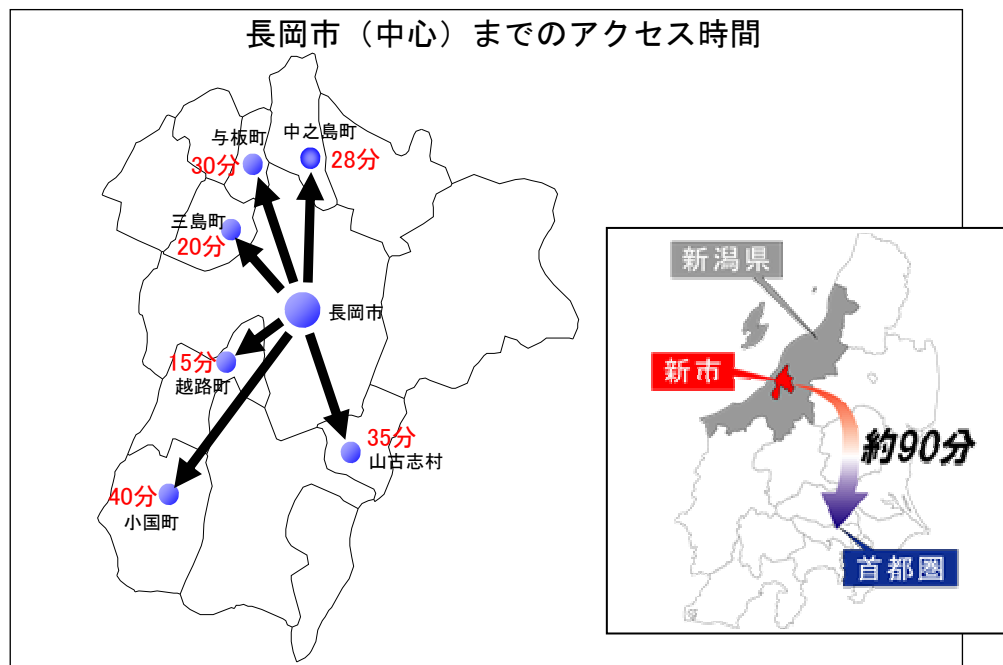 長岡市（中心）までのアクセス時間
与板町
30分
中之島町
28分
三島町
20分
長岡市
15分
越路町
35分
山古志村
40分
小国町
新潟県
新市
約90分
首都圏